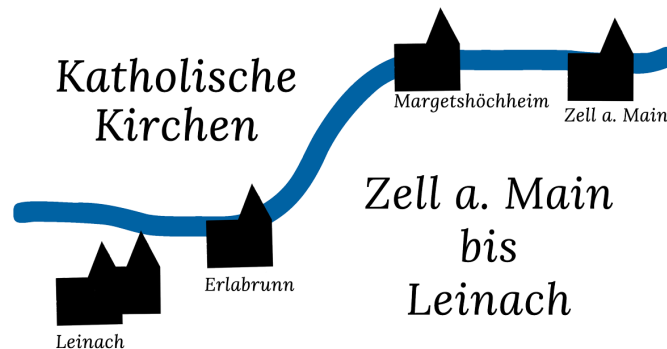 Katholische
Kirchen
Margetshöchheim
Zell a. Main
Zell a. Main
bis
Leinach
Erlabrunn
Leinach